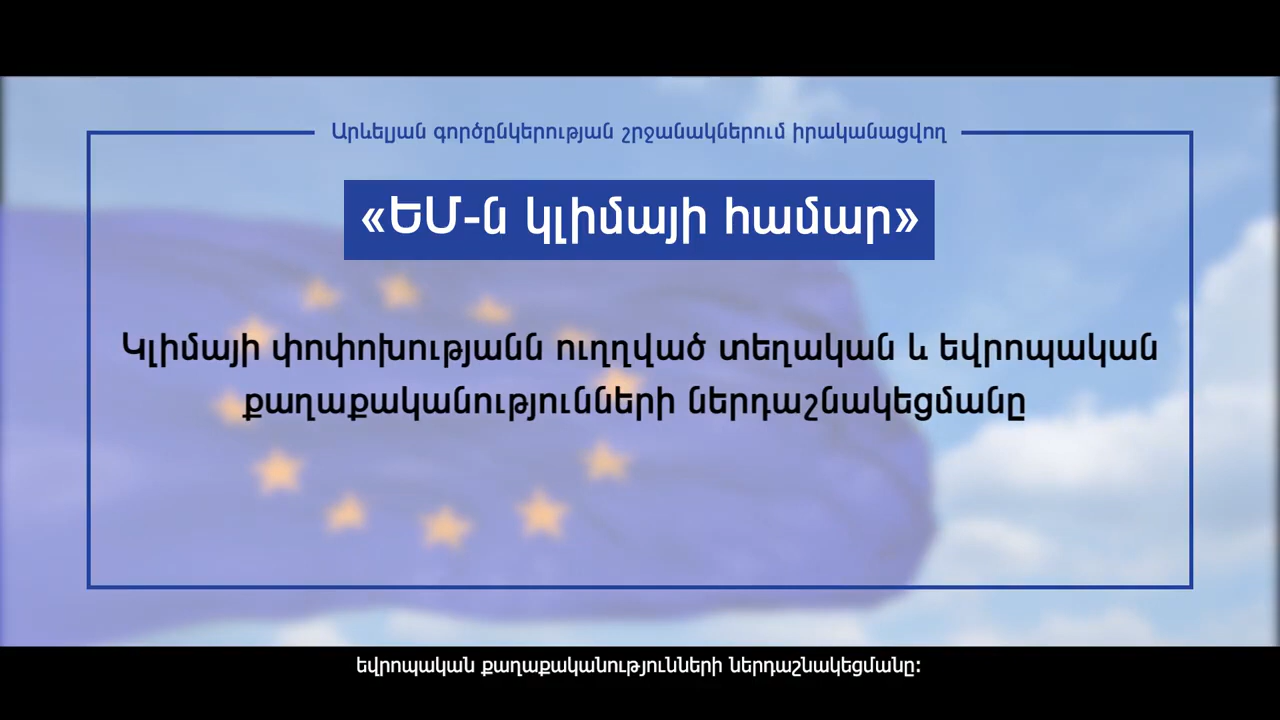 Արևելյան գործընկերության շրջանակներում իրականացվող
«ԵՄ-ն կլիմայի համար»
Կլիմայի փոփոխությանն ուղղված տեղական և եվրոպական
քաղաքականությունների ներդաշնակեցմանը
եվրոպական քաղաքականությունների ներդաշնակեցմանը: